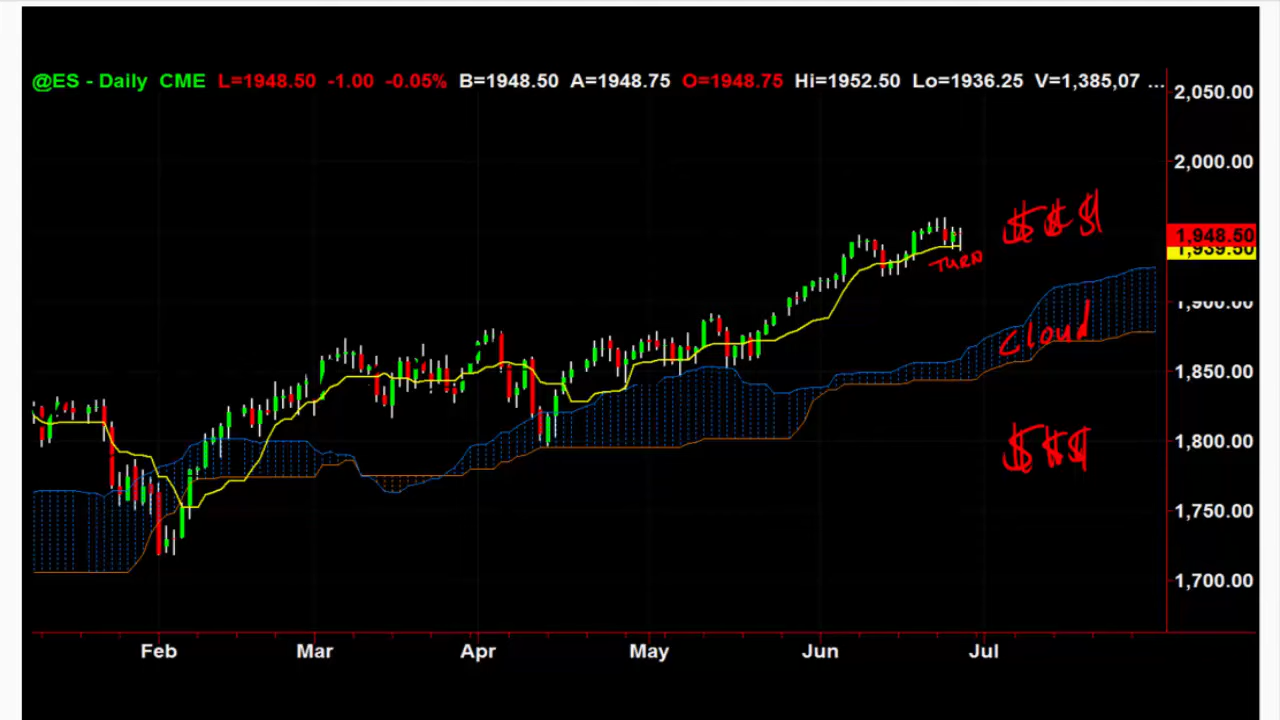 @ES - Daily CME L=1948.50 -1.00 -0.05% B=1948.50 A=1948.75 O=1948.75 Hi=1952.50 Lo=1936.25 V=1,385,07 ...
2,050.00
2,000.00
$$$
1,948.50
1,939.50
TURN
1,900.00
Cloud
1,850.00
$$$
1,800.00
1,750.00
1,700.00
Feb Mar Apr May Jun Jul